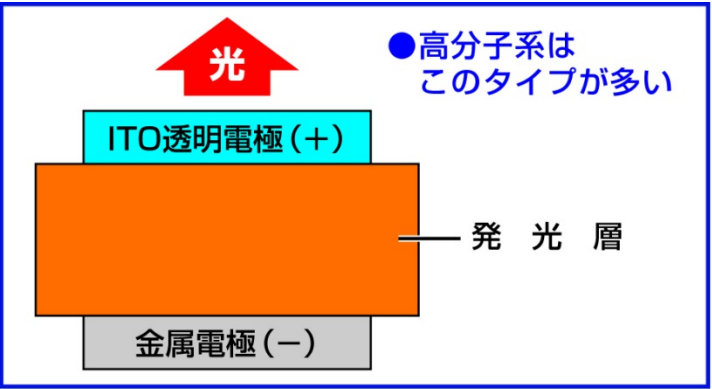 光
●高分子系は
このタイプが多い
ITO透明電極(+)
発光層
金属電極(−)